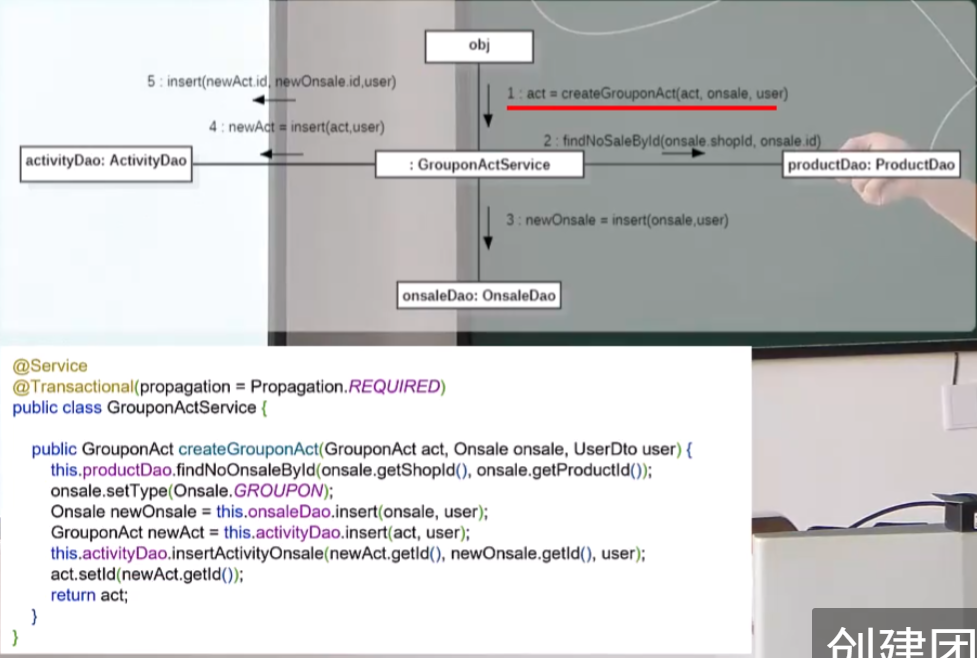 obj
5 : insert(newAct.id, newOnsale.id,user)
1 : act = createGrouponAct(act, onsale, user)
4 : newAct = insert(act,user)
2 : findNoSaleById(onsale.shopId, onsale.id)
activityDao: ActivityDao
: GrouponActService
productDao: ProductDao
3 : newOnsale = insert(onsale,user)
onsaleDao: OnsaleDao
@Service
@Transactional(propagation = Propagation.REQUIRED)
public class GrouponActService {
public GrouponAct createGrouponAct(GrouponAct act, Onsale onsale, UserDto user) {
this.productDao.findNoOnsaleById(onsale.getShopId(), onsale.getProductId());
onsale.setType(Onsale.GROUPON);
Onsale newOnsale = this.onsaleDao.insert(onsale, user);
GrouponAct newAct = this.activityDao.insert(act, user);
this.activityDao.insertActivityOnsale(newAct.getId(), newOnsale.getId(), user);
act.setId(newAct.getId());
return act;
}
}
创建团